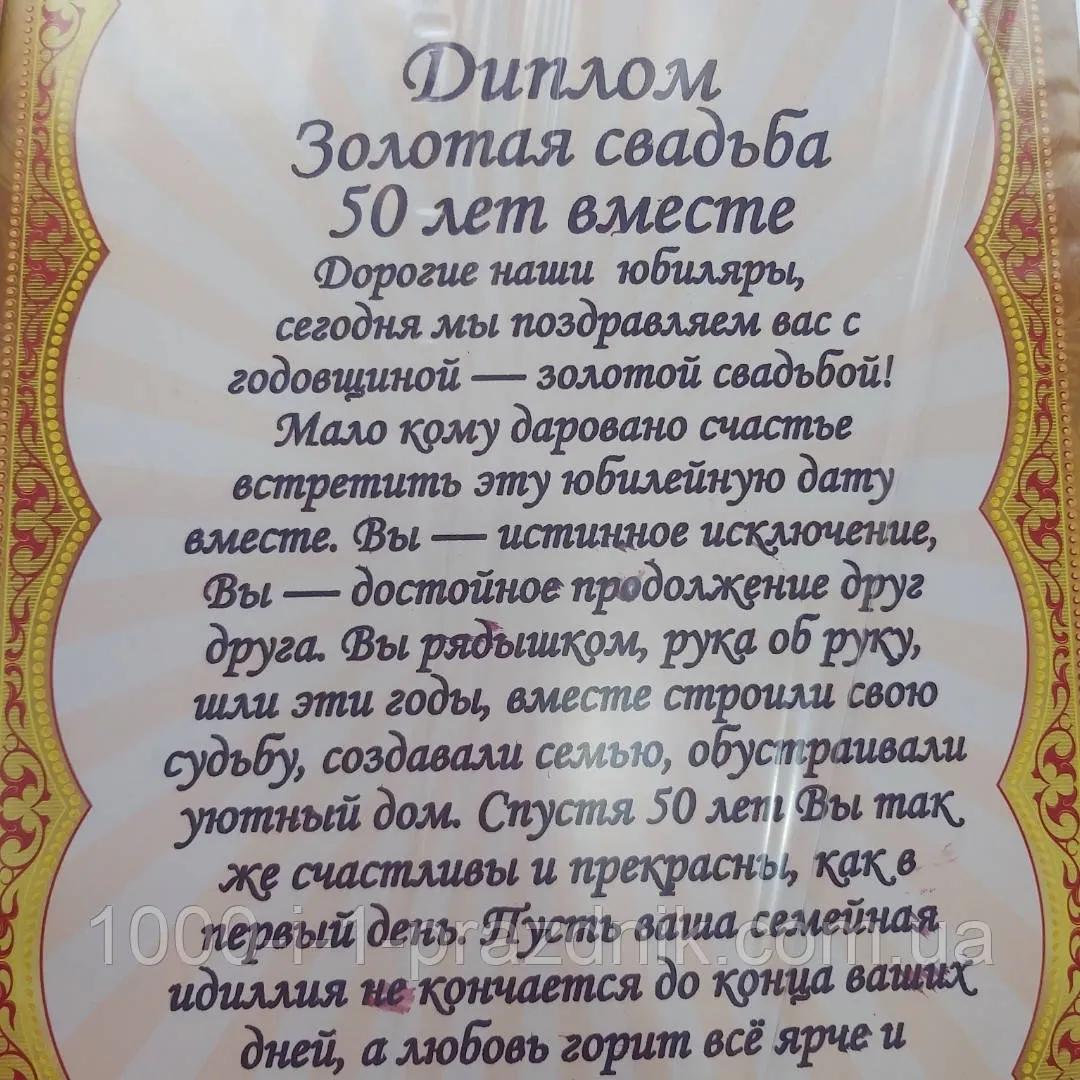 Диплом
Золотая свадьба
50 лет вместе
Дорогие наши юбиляры,
сегодня мы поздравляем вас с
годовщиной — золотой свадьбой!
Мало кому даровано счастье
встретить эту юбилейную дату
вместе. Вы — истинное исключение,
Вы — достойное продолжение друг
друга. Вы рядышком, рука об руку,
шли эти годы, вместе строили свою
судьбу, создавали семью, обустраивали
уютный дом. Спустя 50 лет Вы так
же счастливы и прекрасны, как в
первый день. Пусть ваша семейная
1000-i-1-prazdnik.com.ua
идиллия не кончается до конца ваших
дней, а любовь горит всё ярче и